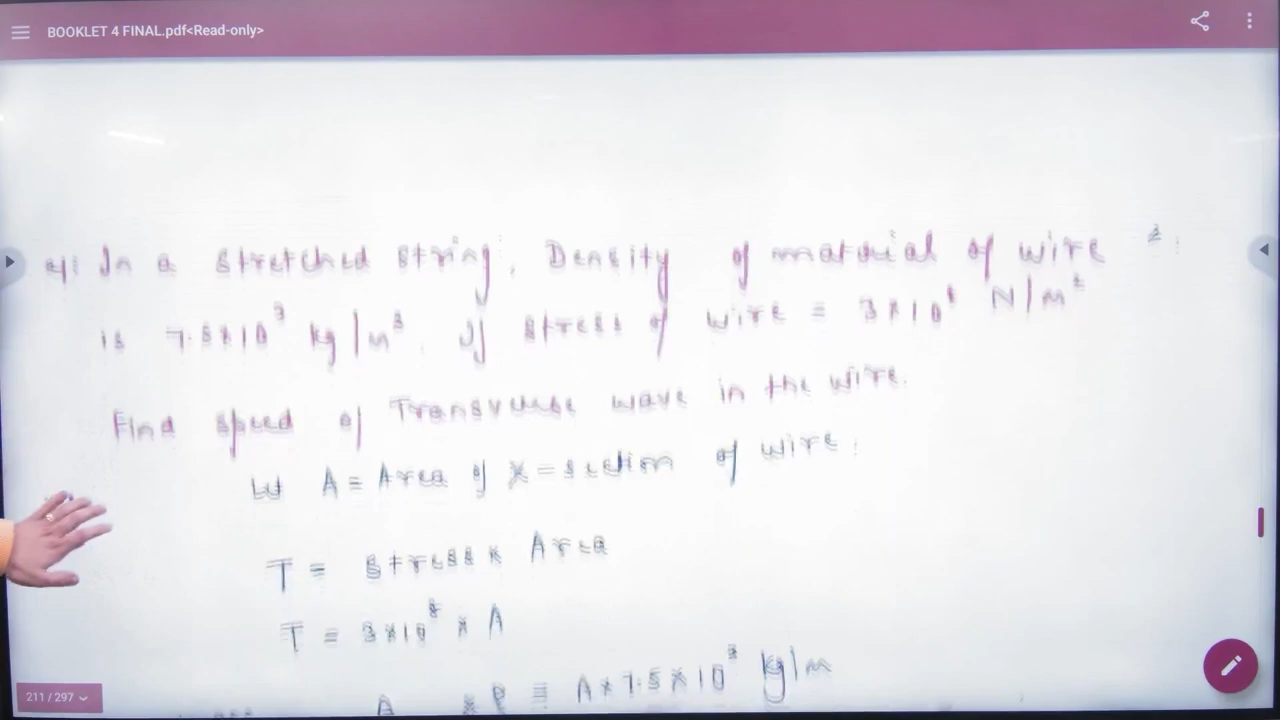 BOOKLET 4 FINAL.pdf<Read-only>
In a stretched string, Density of material of wire
is 7.5×10³ kg/m³. If stress of wire = 3×10⁸ N/m²
Find speed of Transverse wave in the wire.
Let A = Area of X-section of wire.
T = stress × Area
T = 3×10⁸ × A
A × ρ = A×7.5×10³ kg/m
211 / 297